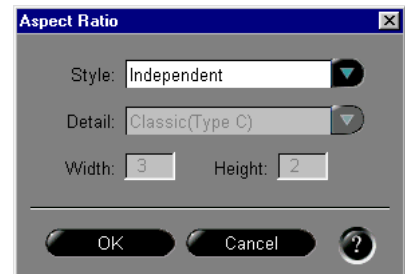 Aspect Ratio
Style: Independent
Detail: Classic(Type C)
Width: 3 Height: 2
OK Cancel ?